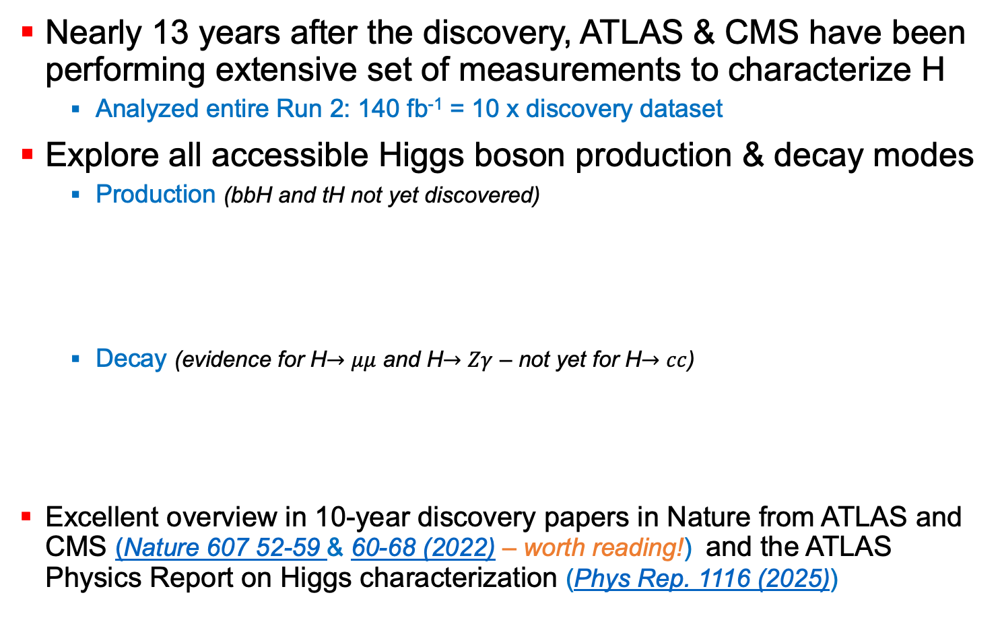 Nearly 13 years after the discovery, ATLAS & CMS have been
performing extensive set of measurements to characterize H
Analyzed entire Run 2: 140 fb⁻¹ = 10 x discovery dataset
Explore all accessible Higgs boson production & decay modes
Production (bbH and tH not yet discovered)
Decay (evidence for H→ 𝜇𝜇 and H→ 𝑍𝛾 – not yet for H→ 𝑐𝑐)
Excellent overview in 10-year discovery papers in Nature from ATLAS and
CMS (Nature 607 52-59 & 60-68 (2022) – worth reading!) and the ATLAS
Physics Report on Higgs characterization (Phys Rep. 1116 (2025))